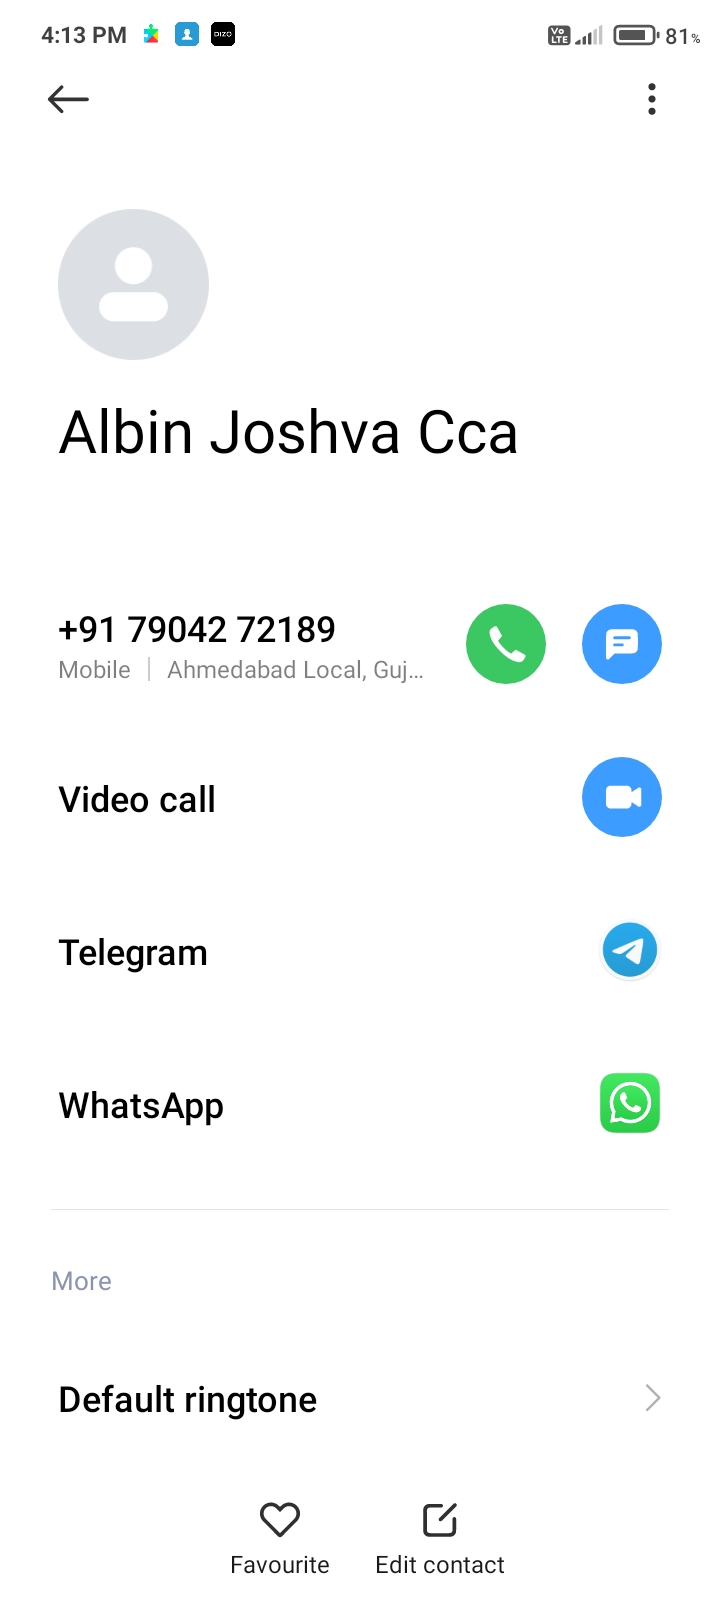 4:13 PM DIZO Vo LTE 81%
Albin Joshva Cca
+91 79042 72189
Mobile | Ahmedabad Local, Guj...
Video call
Telegram
WhatsApp
More
Default ringtone
Favourite Edit contact